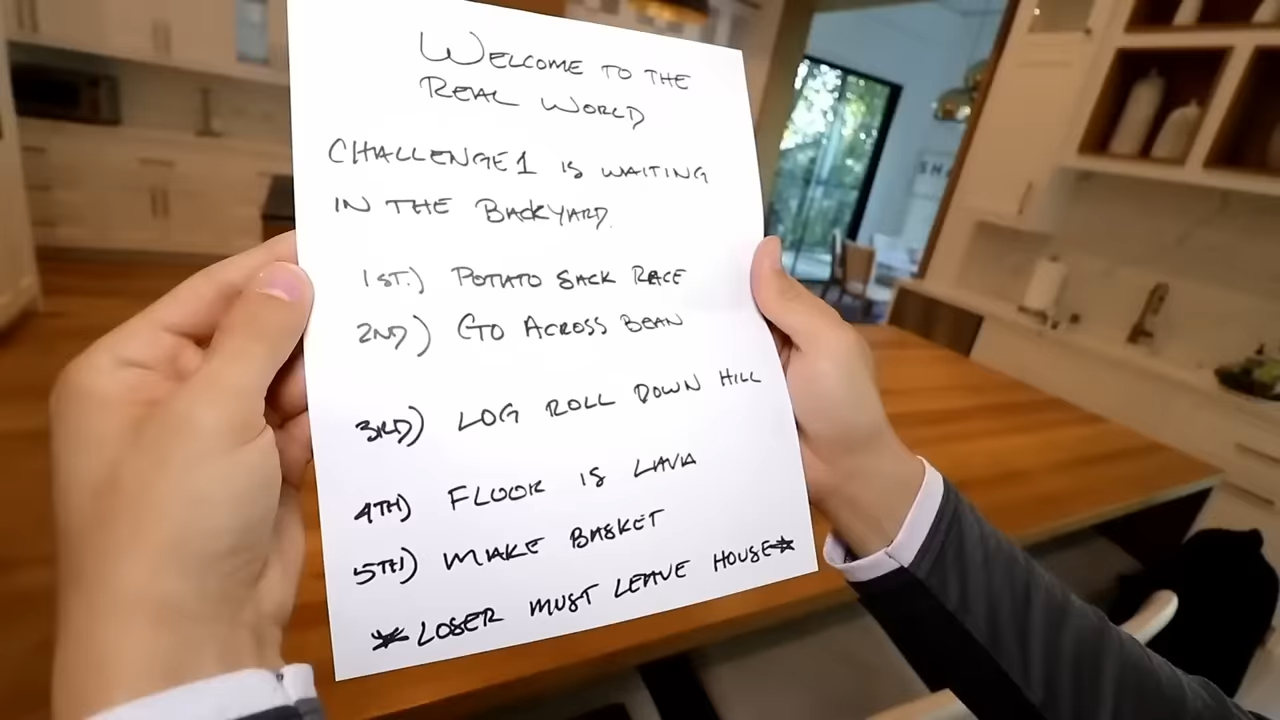 WELCOME TO THE
REAL WORLD
CHALLENGE 1 IS WAITING
IN THE BACKYARD.
1ST.) POTATO SACK RACE
2ND) GO ACROSS BEAN
3RD) LOG ROLL DOWN HILL
4TH) FLOOR IS LAVA
5TH) MAKE BASKET
*LOSER MUST LEAVE HOUSE*